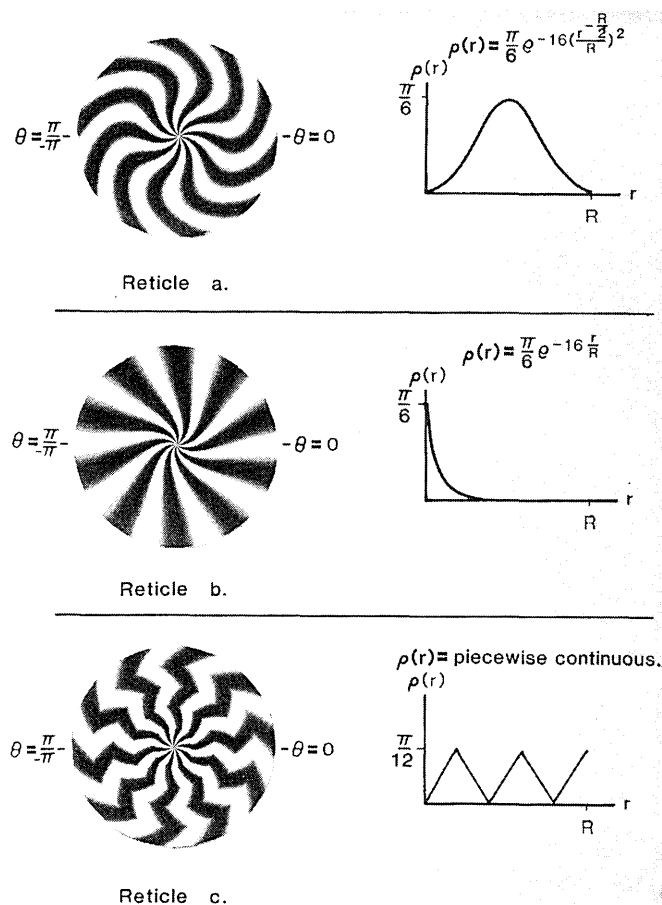 ρ(r) = π/6 e^-16((r-R/2)/R)^2
ρ(r)
π/6
θ = π/-π - -θ = 0
R r
Reticle a.
ρ(r) = π/6 e^-16 r/R
ρ(r)
π/6
θ = π/-π - -θ = 0
R r
Reticle b.
ρ(r) = piecewise continuous.
ρ(r)
π/12
θ = π/-π - -θ = 0
R r
Reticle c.